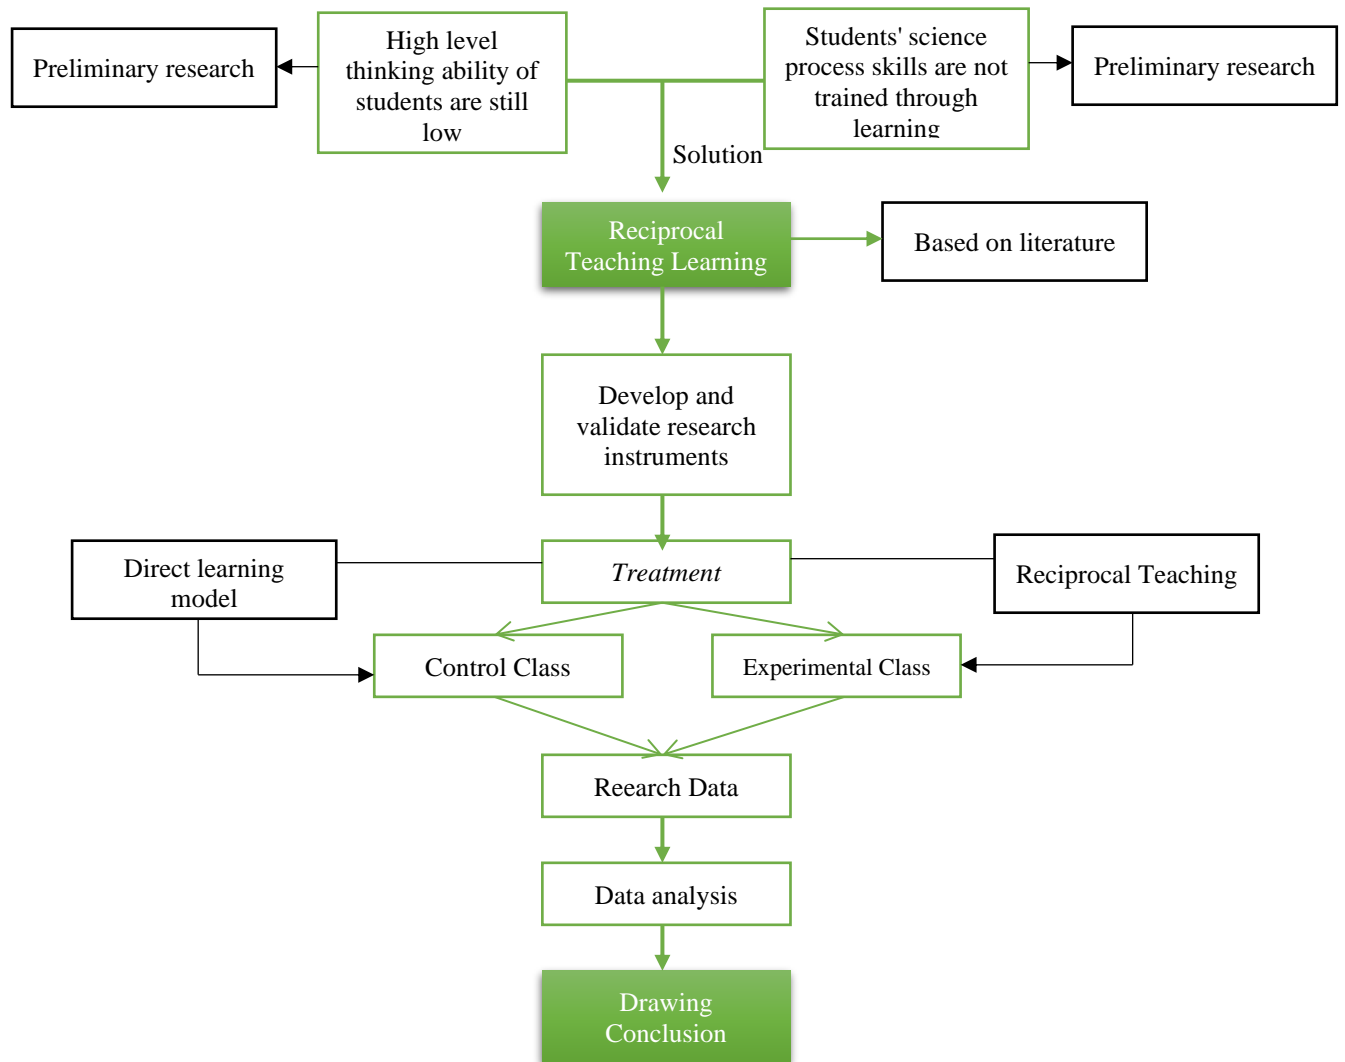 Preliminary research
High level
thinking ability of
students are still
low
Students' science
process skills are not
trained through
learning
Preliminary research
Solution
Reciprocal
Teaching Learning
Based on literature
Develop and
validate research
instruments
Direct learning
model
Treatment
Reciprocal Teaching
Control Class
Experimental Class
Reearch Data
Data analysis
Drawing
Conclusion